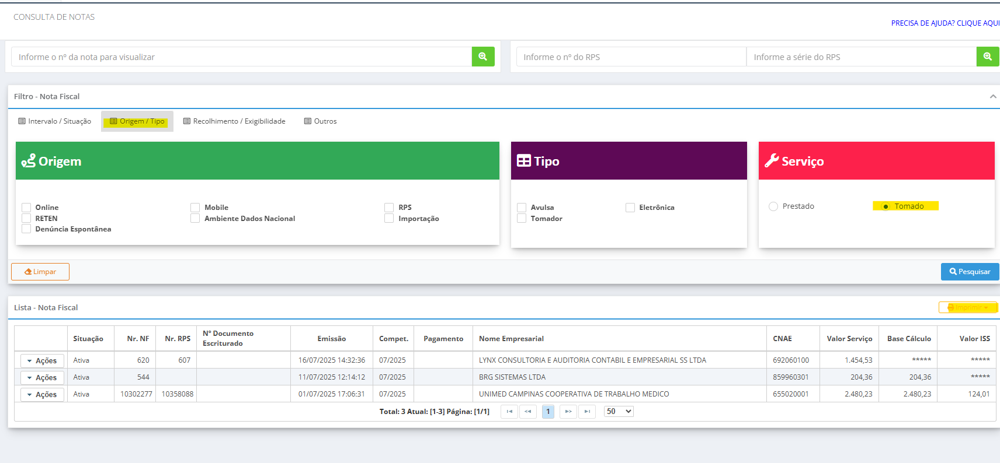 CONSULTA DE NOTAS
PRECISA DE AJUDA? CLIQUE AQUI
Informe o nº da nota para visualizar
Informe o nº do RPS
Informe a série do RPS
Filtro - Nota Fiscal
Intervalo / Situação
Origem / Tipo
Recolhimento / Exigibilidade
Outros
Origem
Tipo
Serviço
Online
Mobile
RPS
RETEN
Ambiente Dados Nacional
Importação
Denúncia Espontânea
Avulsa
Eletrônica
Tomador
Prestado
Tomado
Limpar
Pesquisar
Lista - Nota Fiscal
Imprimir
Situação Nr. NF Nr. RPS Nº Documento Escriturado Emissão Compet. Pagamento Nome Empresarial CNAE Valor Serviço Base Cálculo Valor ISS
Ações Ativa 620 607 16/07/2025 14:32:36 07/2025 LYNX CONSULTORIA E AUDITORIA CONTABIL E EMPRESARIAL SS LTDA 692060100 1.454,53 ***** *****
Ações Ativa 544 11/07/2025 12:14:12 07/2025 BRG SISTEMAS LTDA 859960301 204,36 204,36 *****
Ações Ativa 10302277 10358088 01/07/2025 17:06:31 07/2025 UNIMED CAMPINAS COOPERATIVA DE TRABALHO MEDICO 655020001 2.480,23 2.480,23 124,01
Total: 3 Atual: [1-3] Página: [1/1] 1 50